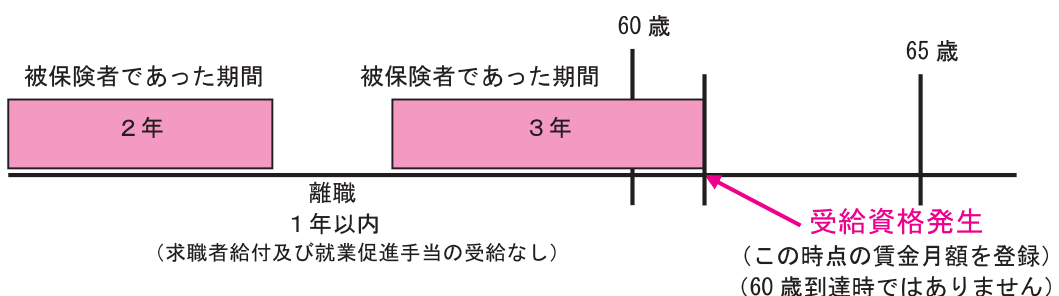 60 歳
65 歳
被保険者であった期間
被保険者であった期間
２年
３年
離職
１年以内
（求職者給付及び就業促進手当の受給なし）
受給資格発生
（この時点の賃金月額を登録）
（60 歳到達時ではありません）